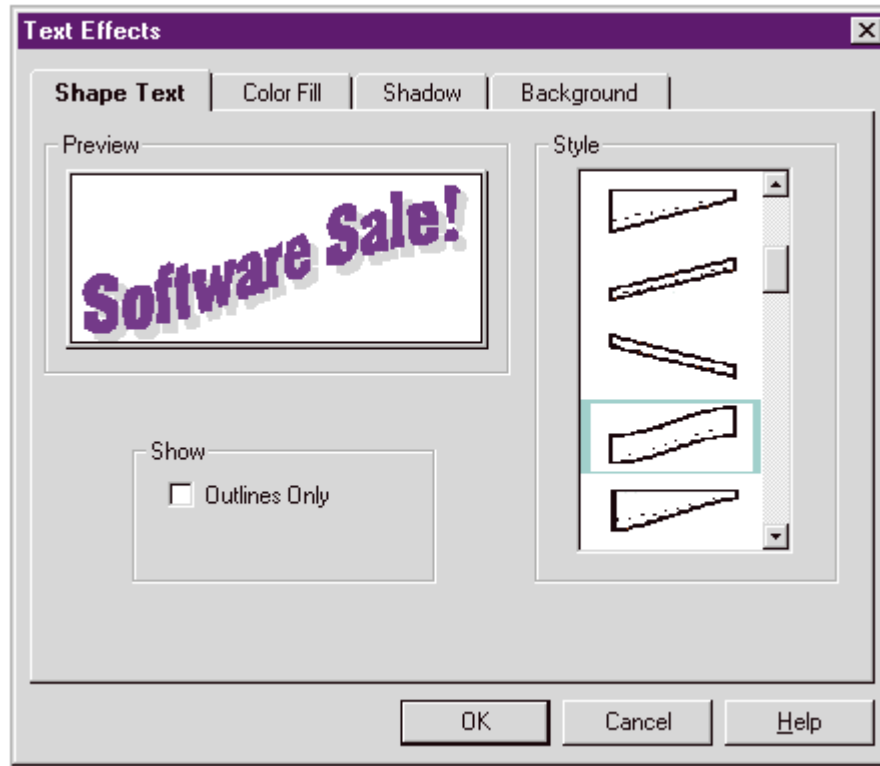 Text Effects
Shape Text Color Fill Shadow Background
Preview Style
Software Sale!
Show
Outlines Only
OK Cancel Help